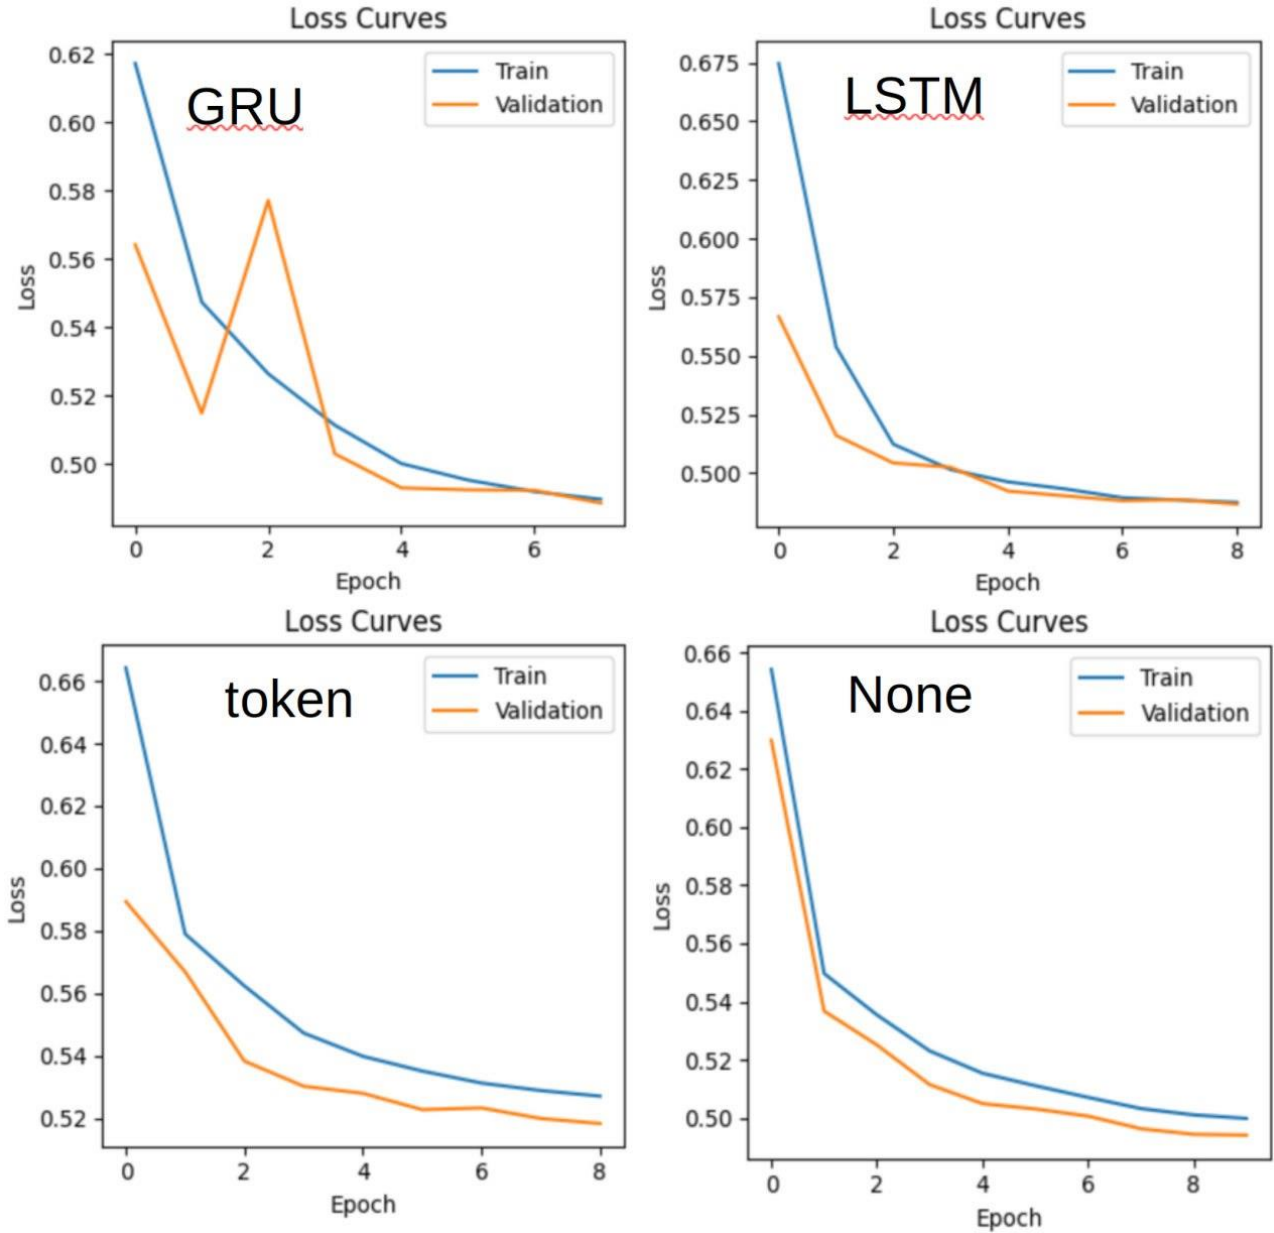 Loss Curves
0.62
0.60
0.58
0.56
0.54
0.52
0.50
Loss
GRU
Train
Validation
0 2 4 6
Epoch
Loss Curves
0.675
0.650
0.625
0.600
0.575
0.550
0.525
0.500
Loss
LSTM
Train
Validation
0 2 4 6 8
Epoch
Loss Curves
0.66
0.64
0.62
0.60
0.58
0.56
0.54
0.52
Loss
token
Train
Validation
0 2 4 6 8
Epoch
Loss Curves
0.66
0.64
0.62
0.60
0.58
0.56
0.54
0.52
0.50
Loss
None
Train
Validation
0 2 4 6 8
Epoch